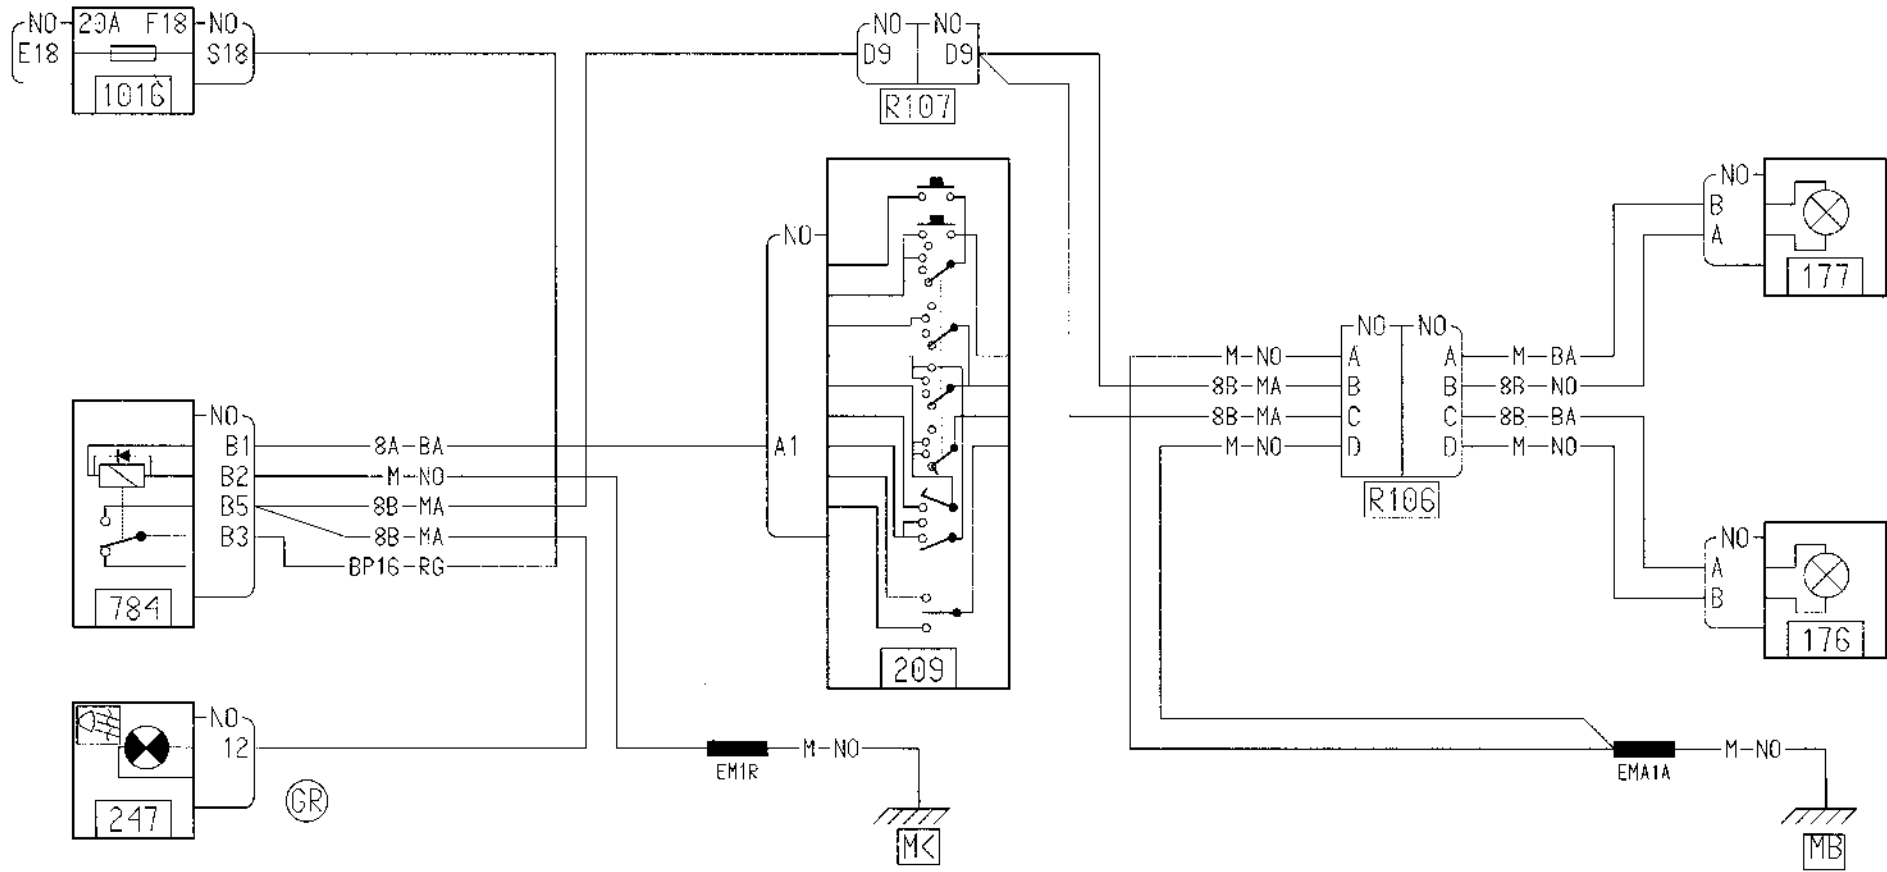 NO 20A F18 NO
E18 S18
1016
NO NO
D9 D9
R107
NO
A1
209
NO
B1 8A-BA
B2 M-NO
B5 8B-MA
B3 8B-MA
BP16-RG
784
NO
12
247
GR
EM1R M-NO
MK
M-NO A
8B-MA B
8B-MA C
M-NO D
NO NO
A M-BA
B 8B-NO
C 8B-BA
D M-NO
R106
NO
B
A
177
NO
A
B
176
EMA1A M-NO
MB